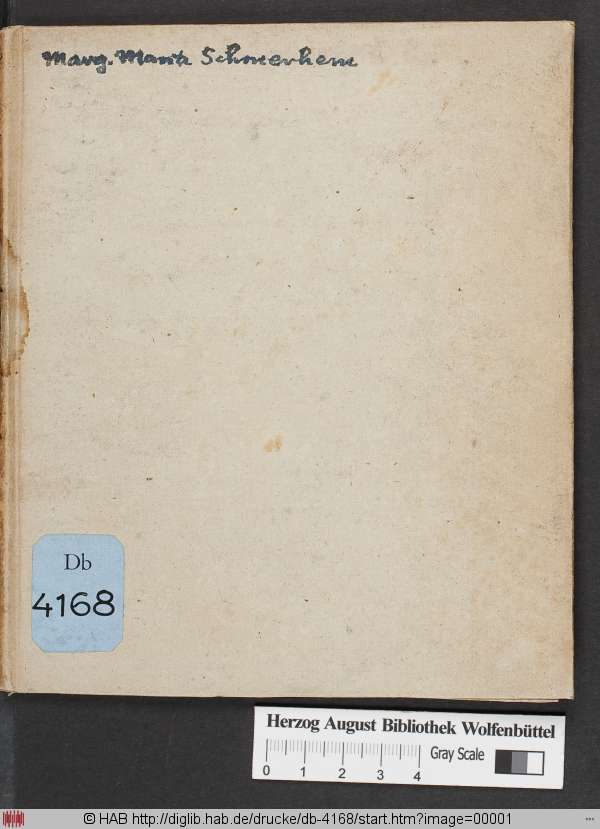 Marg. Maria Schmerheim
Db
4168
Herzog August Bibliothek Wolfenbüttel
0 1 2 3 4
Gray Scale
© HAB http://diglib.hab.de/drucke/db-4168/start.htm?image=00001